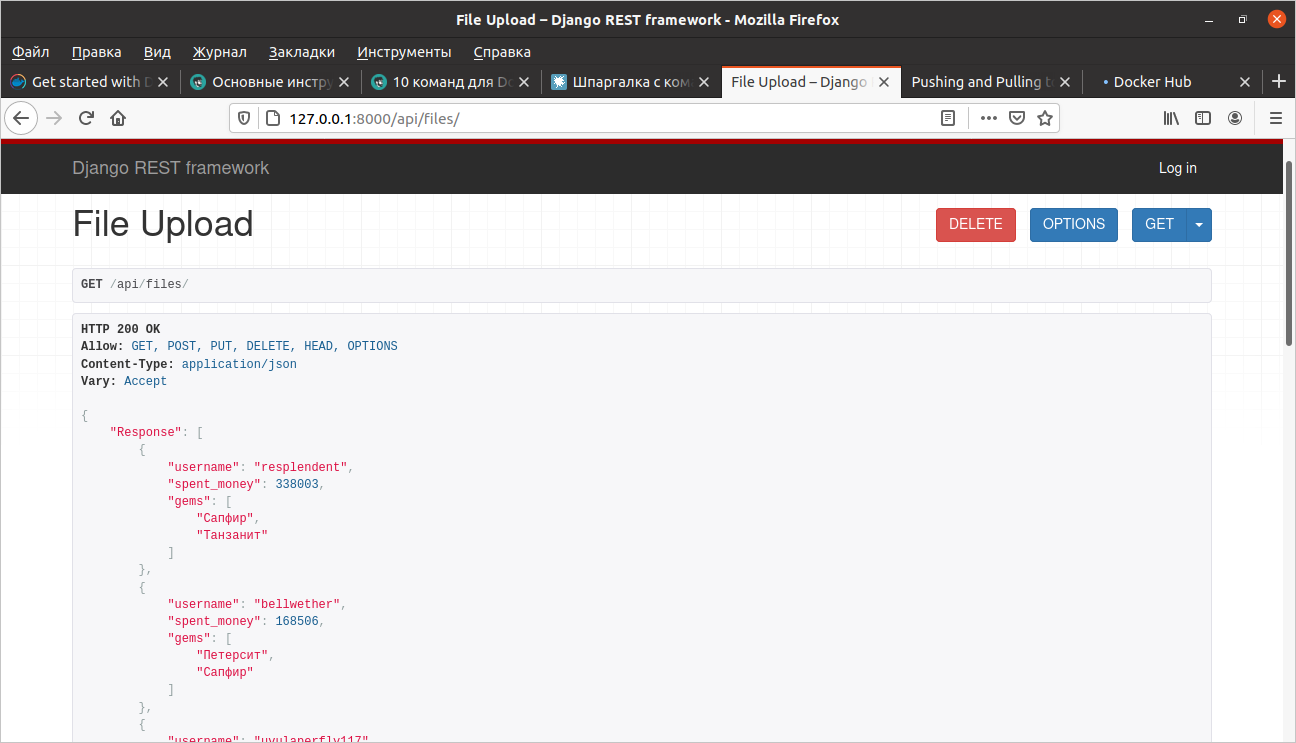 File Upload – Django REST framework - Mozilla Firefox
Файл Правка Вид Журнал Закладки Инструменты Справка
Get started with D Основные инстру 10 команд для Do Шпаргалка с ком File Upload – Django Pushing and Pulling to Docker Hub
127.0.0.1:8000/api/files/
Django REST framework Log in
File Upload DELETE OPTIONS GET
GET /api/files/
HTTP 200 OK
Allow: GET, POST, PUT, DELETE, HEAD, OPTIONS
Content-Type: application/json
Vary: Accept
{
"Response": [
{
"username": "resplendent",
"spent_money": 338003,
"gems": [
"Сапфир",
"Танзанит"
]
},
{
"username": "bellwether",
"spent_money": 168506,
"gems": [
"Петерсит",
"Сапфир"
]
},
{
"username": "uvulaperfly117"